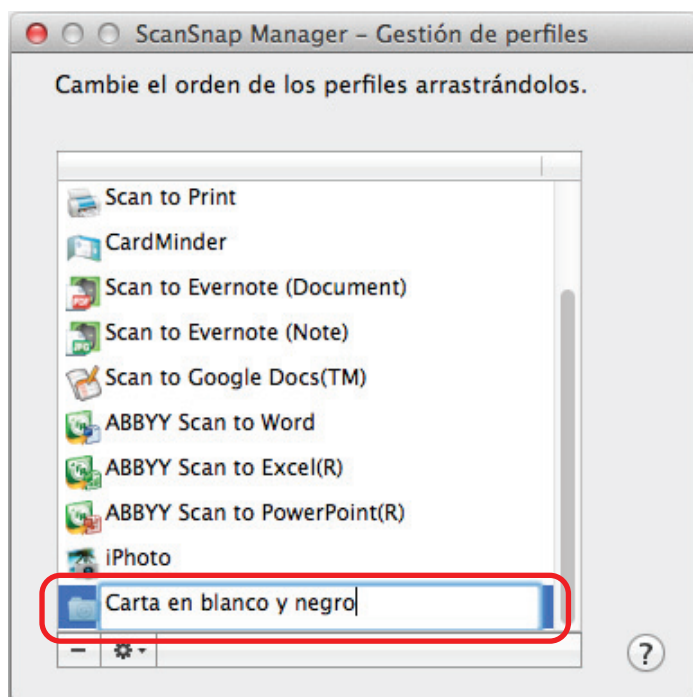 ScanSnap Manager – Gestión de perfiles
Cambie el orden de los perfiles arrastrándolos.
Scan to Print
CardMinder
Scan to Evernote (Document)
Scan to Evernote (Note)
Scan to Google Docs(TM)
ABBYY Scan to Word
ABBYY Scan to Excel(R)
ABBYY Scan to PowerPoint(R)
iPhoto
Carta en blanco y negro
?